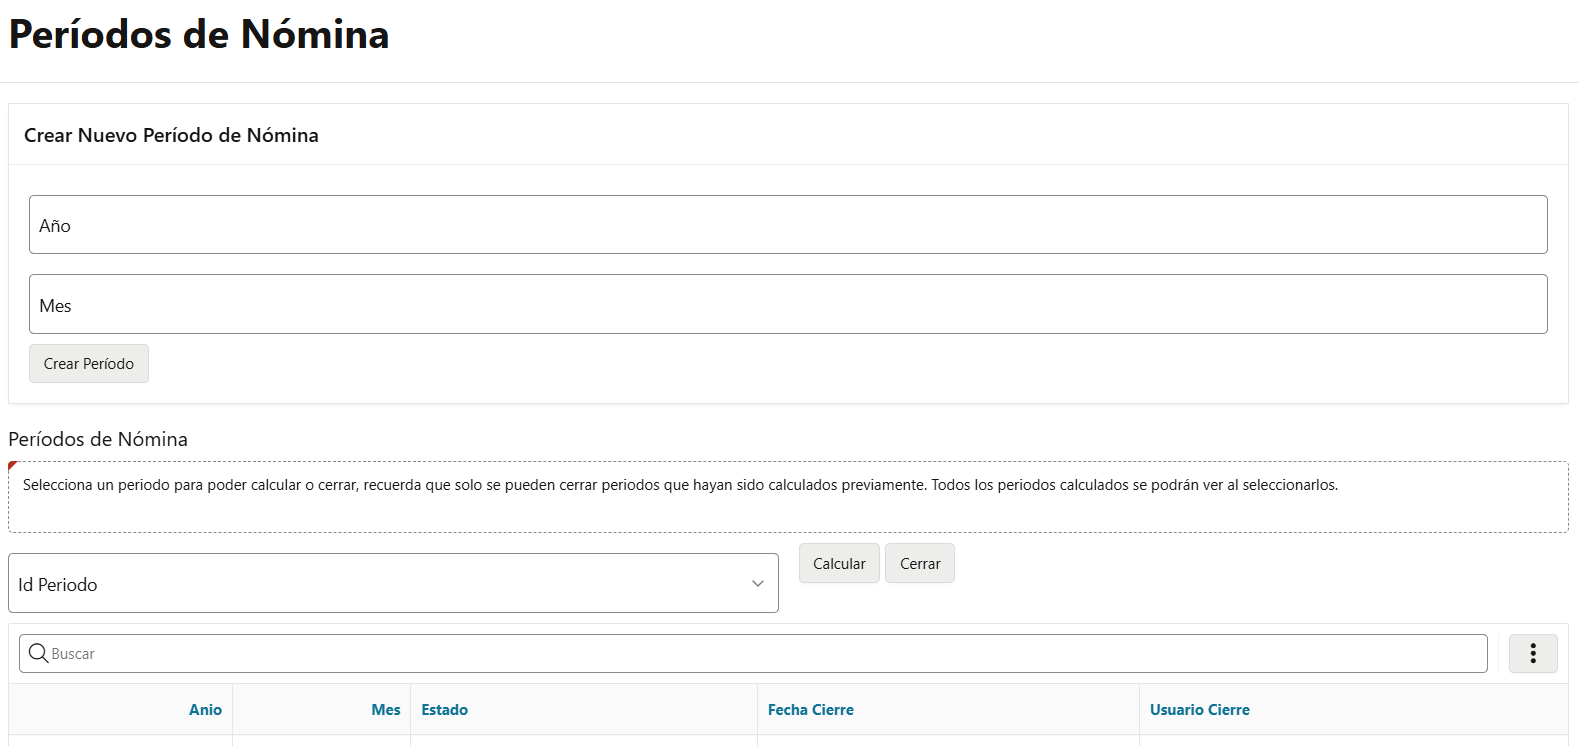 Períodos de Nómina
Crear Nuevo Período de Nómina
Año
Mes
Crear Período
Períodos de Nómina
Selecciona un periodo para poder calcular o cerrar, recuerda que solo se pueden cerrar periodos que hayan sido calculados previamente. Todos los periodos calculados se podrán ver al seleccionarlos.
Id Periodo
Calcular
Cerrar
Buscar
Anio Mes Estado Fecha Cierre Usuario Cierre